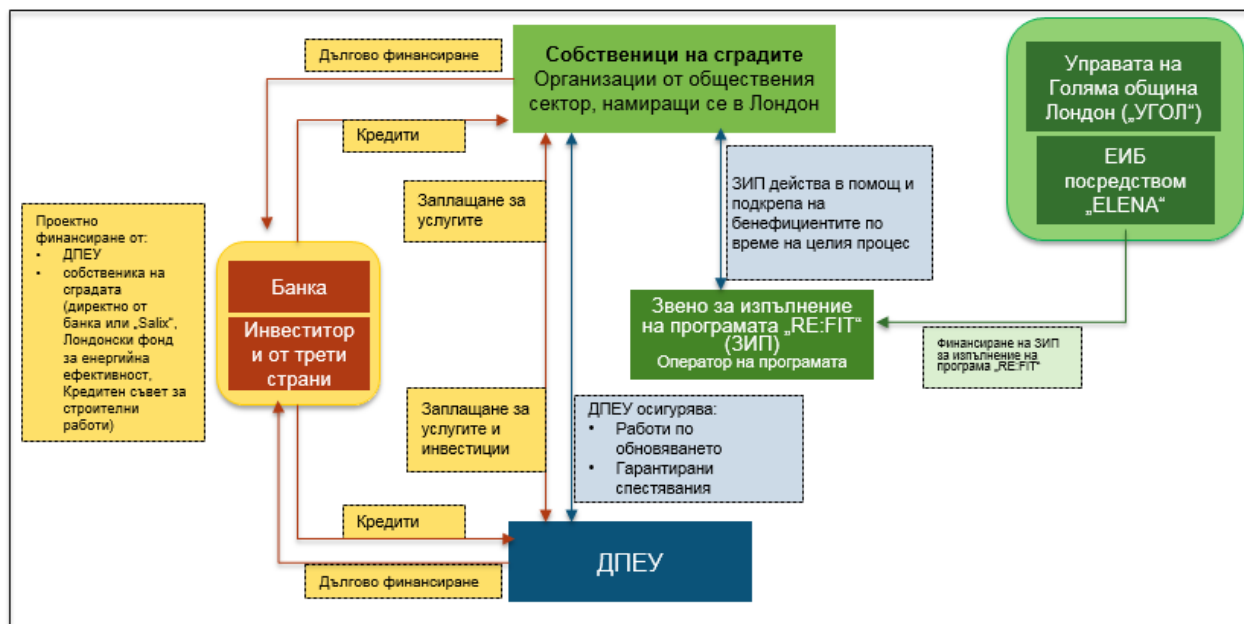 Дългово финансиране
Собственици на сградите
Организации от обществения
сектор, намиращи се в Лондон
Управата на
Голяма община
Лондон („УГОЛ“)
ЕИБ
посредством
„ELENA“
Кредити
Заплащане за
услугите
ЗИП действа в помощ и
подкрепа на
бенефициентите по
време на целия процес
Проектно
финансиране от:
• ДПЕУ
• собственика на
сградата
(директно от
банка или „Salix“,
Лондонски фонд
за енергийна
ефективност,
Кредитен съвет за
строителни
работи)
Банка
Инвеститор
и от трети
страни
Звено за изпълнение
на програмата „RE:FIT“
(ЗИП)
Оператор на програмата
Финансиране на ЗИП
за изпълнение на
програма „RE:FIT“
Заплащане за
услугите и
инвестиции
ДПЕУ осигурява:
• Работи по
обновяването
• Гарантирани
спестявания
Кредити
ДПЕУ
Дългово финансиране